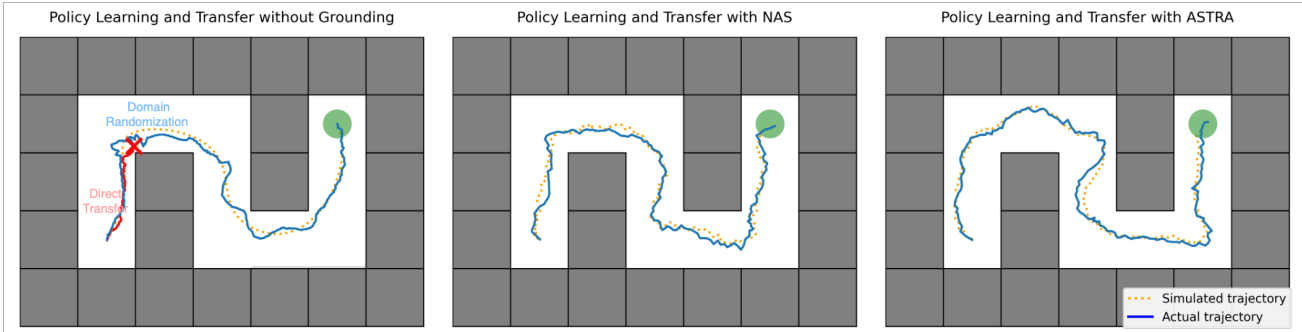 Policy Learning and Transfer without Grounding
Domain
Randomization
Direct
Transfer
Policy Learning and Transfer with NAS
Policy Learning and Transfer with ASTRA
Simulated trajectory
Actual trajectory